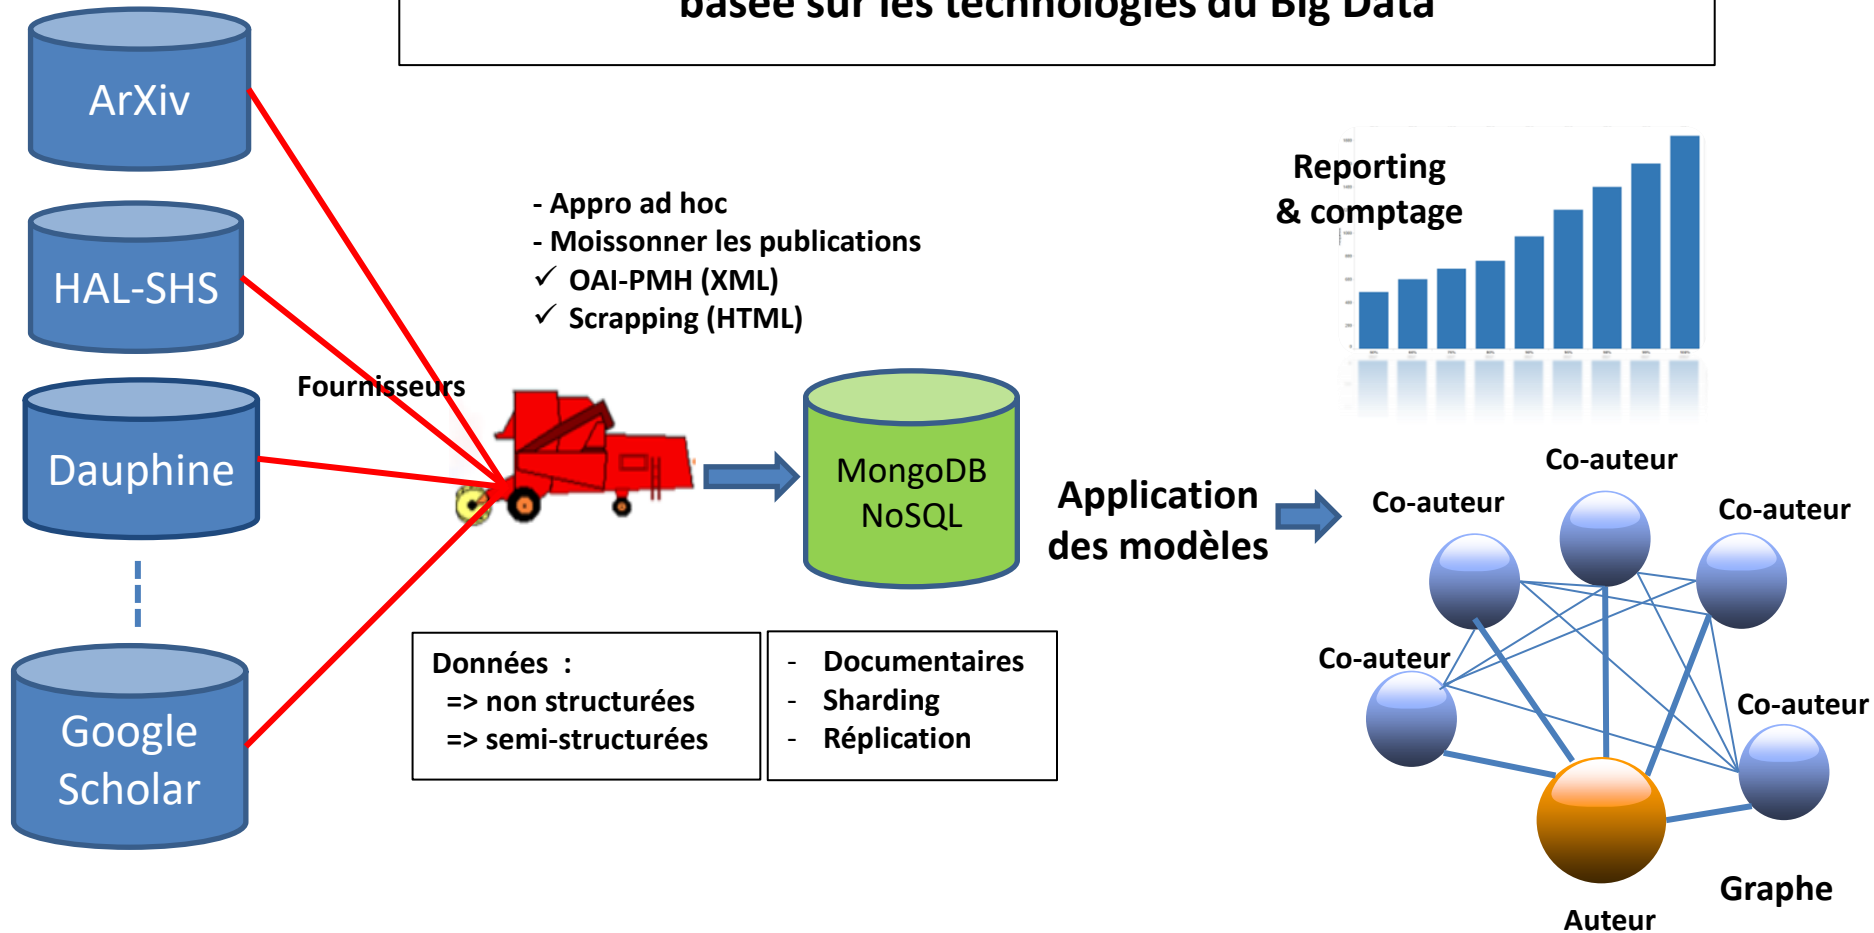 basée sur les technologies du Big Data
ArXiv
HAL-SHS
Dauphine
Google
Scholar
Fournisseurs
- Appro ad hoc
- Moissonner les publications
✓ OAI-PMH (XML)
✓ Scrapping (HTML)
MongoDB
NoSQL
Données :
=> non structurées
=> semi-structurées
- Documentaires
- Sharding
- Réplication
Application
des modèles
Reporting
& comptage
Co-auteur
Co-auteur
Co-auteur
Co-auteur
Co-auteur
Graphe
Auteur